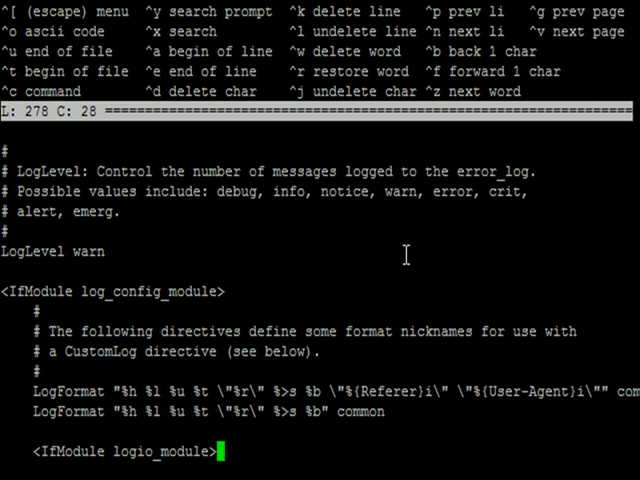 ^[ (escape) menu ^y search prompt ^k delete line ^p prev li ^g prev page
^o ascii code ^x search ^l undelete line ^n next li ^v next page
^u end of file ^a begin of line ^w delete word ^b back 1 char
^t begin of file ^e end of line ^r restore word ^f forward 1 char
^c command ^d delete char ^j undelete char ^z next word
L: 278 C: 28 ==================================================================
#
# LogLevel: Control the number of messages logged to the error_log.
# Possible values include: debug, info, notice, warn, error, crit,
# alert, emerg.
#
LogLevel warn
<IfModule log_config_module>
#
# The following directives define some format nicknames for use with
# a CustomLog directive (see below).
#
LogFormat "%h %l %u %t \"%r\" %>s %b \"%{Referer}i\" \"%{User-Agent}i\"" com
LogFormat "%h %l %u %t \"%r\" %>s %b" common
<IfModule logio_module>